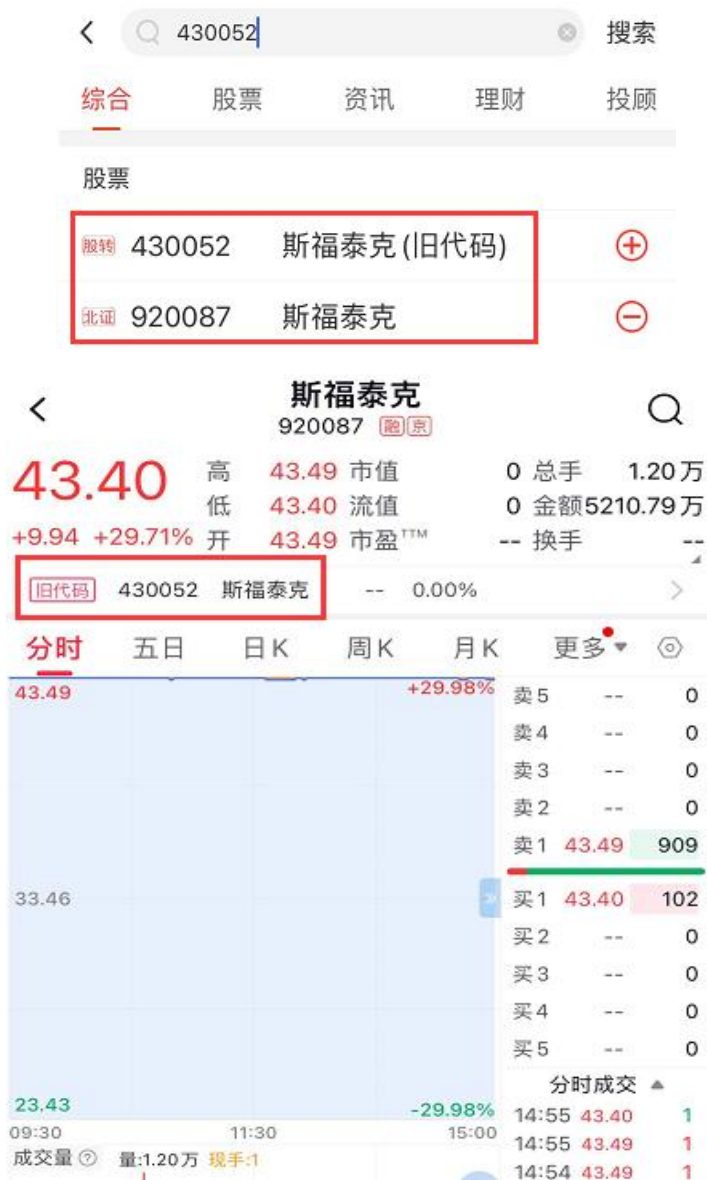 430052 搜索
综合 股票 资讯 理财 投顾
股票
股转 430052 斯福泰克(旧代码)
北证 920087 斯福泰克
斯福泰克
920087 融 京
43.40 高 43.49 市值 0 总手 1.20万
低 43.40 流值 0 金额5210.79万
+9.94 +29.71% 开 43.49 市盈TTM -- 换手 --
旧代码 430052 斯福泰克 -- 0.00%
分时 五日 日K 周K 月K 更多
43.49 +29.98% 卖5 -- 0
卖4 -- 0
卖3 -- 0
卖2 -- 0
卖1 43.49 909
33.46 买1 43.40 102
买2 -- 0
买3 -- 0
买4 -- 0
买5 -- 0
分时成交
23.43 -29.98% 14:55 43.40 1
09:30 11:30 15:00 14:55 43.49 1
成交量 量:1.20万 现手:1 14:54 43.49 1